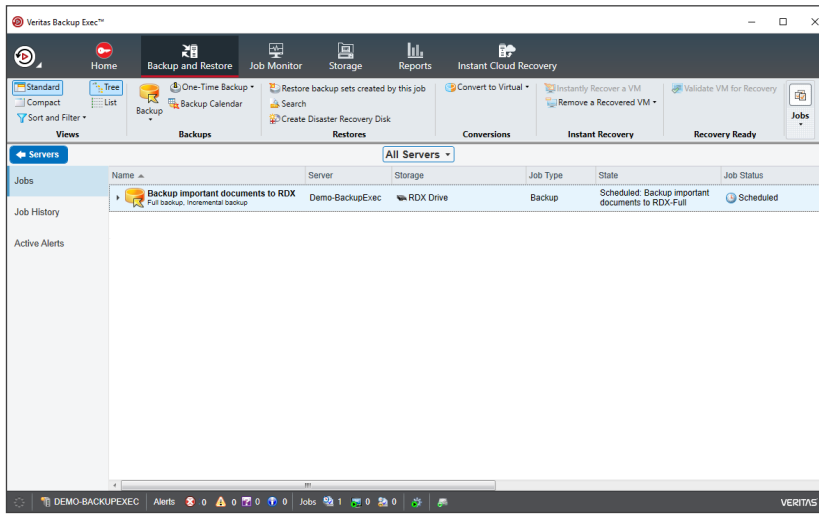 Veritas Backup Exec™
Home
Backup and Restore
Job Monitor
Storage
Reports
Instant Cloud Recovery
Standard
Compact
Sort and Filter
Tree
List
Views
Backup
One-Time Backup
Backup Calendar
Backups
Restore backup sets created by this job
Search
Create Disaster Recovery Disk
Restores
Convert to Virtual
Conversions
Instantly Recover a VM
Remove a Recovered VM
Instant Recovery
Validate VM for Recovery
Recovery Ready
Jobs
Servers
All Servers
Jobs
Job History
Active Alerts
Name Server Storage Job Type State Job Status
Backup important documents to RDX
Full backup, Incremental backup
Demo-BackupExec
RDX Drive
Backup
Scheduled: Backup important
documents to RDX-Full
Scheduled
DEMO-BACKUPEXEC Alerts 0 0 0 0 Jobs 1 0 0 VERITAS